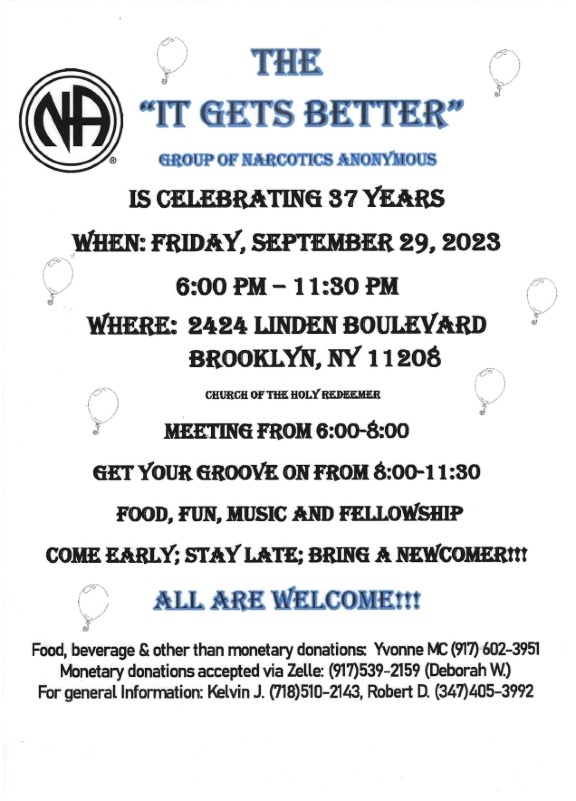 THE
"IT GETS BETTER"
NA ®
GROUP OF NARCOTICS ANONYMOUS
IS CELEBRATING 37 YEARS
WHEN: FRIDAY, SEPTEMBER 29, 2023
6:00 PM – 11:30 PM
WHERE: 2424 LINDEN BOULEVARD
BROOKLYN, NY 11208
CHURCH OF THE HOLY REDEEMER
MEETING FROM 6:00-8:00
GET YOUR GROOVE ON FROM 8:00-11:30
FOOD, FUN, MUSIC AND FELLOWSHIP
COME EARLY; STAY LATE; BRING A NEWCOMER!!!
ALL ARE WELCOME!!!
Food, beverage & other than monetary donations: Yvonne MC (917) 602-3951
Monetary donations accepted via Zelle: (917)539-2159 (Deborah W.)
For general Information: Kelvin J. (718)510-2143, Robert D. (347)405-3992